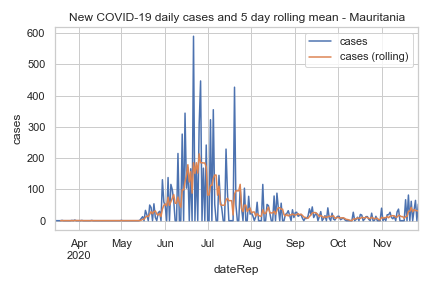 New COVID-19 daily cases and 5 day rolling mean - Mauritania
cases
cases (rolling)
600
500
400
300
200
100
0
cases
Apr
2020
May
Jun
Jul
Aug
Sep
Oct
Nov
dateRep